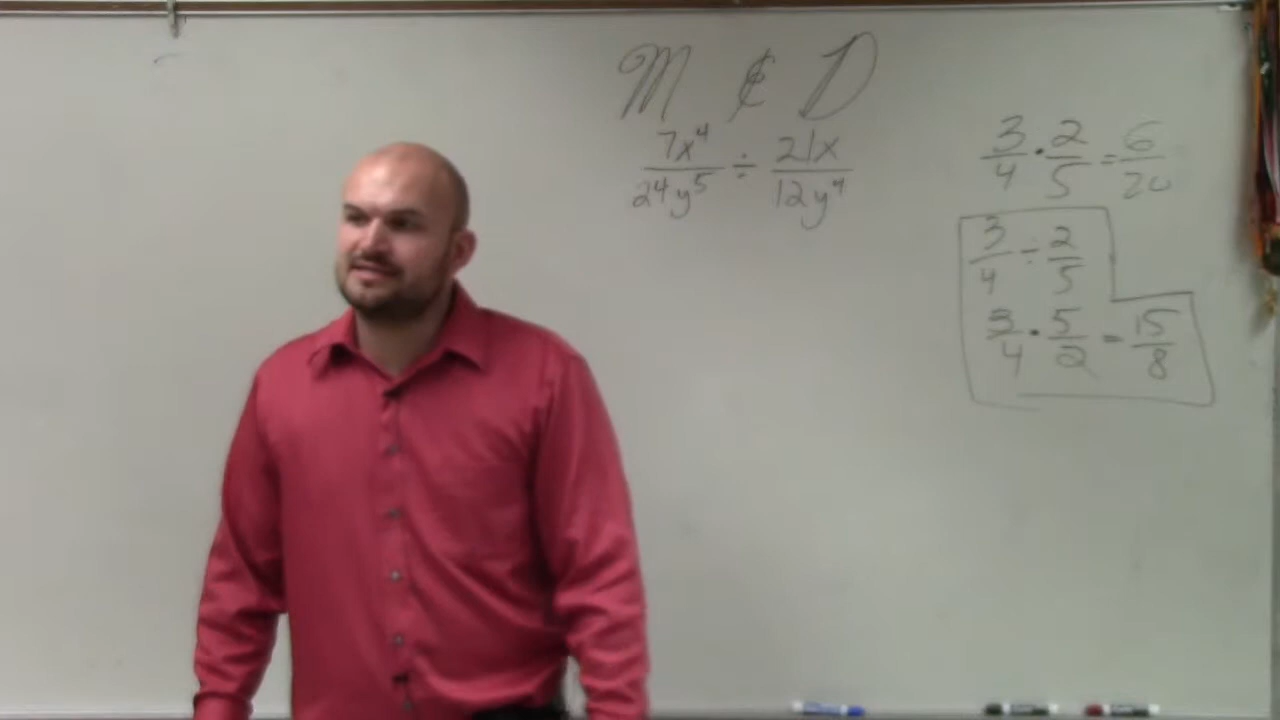 M & D
7x⁴/24y⁵ ÷ 21x/12y⁴
3/4 · 2/5 = 6/20
3/4 ÷ 2/5
3/4 · 5/2 = 15/8